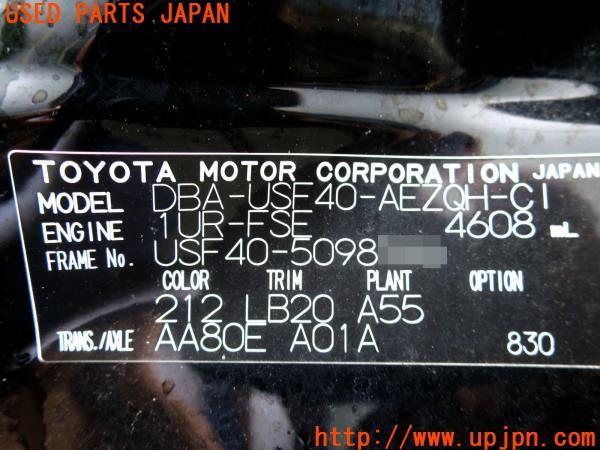 USED PARTS JAPAN
TOYOTA MOTOR CORPORATION JAPAN
MODEL DBA-USF40-AEZQH-CI
ENGINE 1UR-FSE 4608 mL
FRAME No. USF40-5098
COLOR TRIM PLANT OPTION
212 LB20 A55
TRANS./AXLE AA80E A01A 830
http://www.upjpn.com/